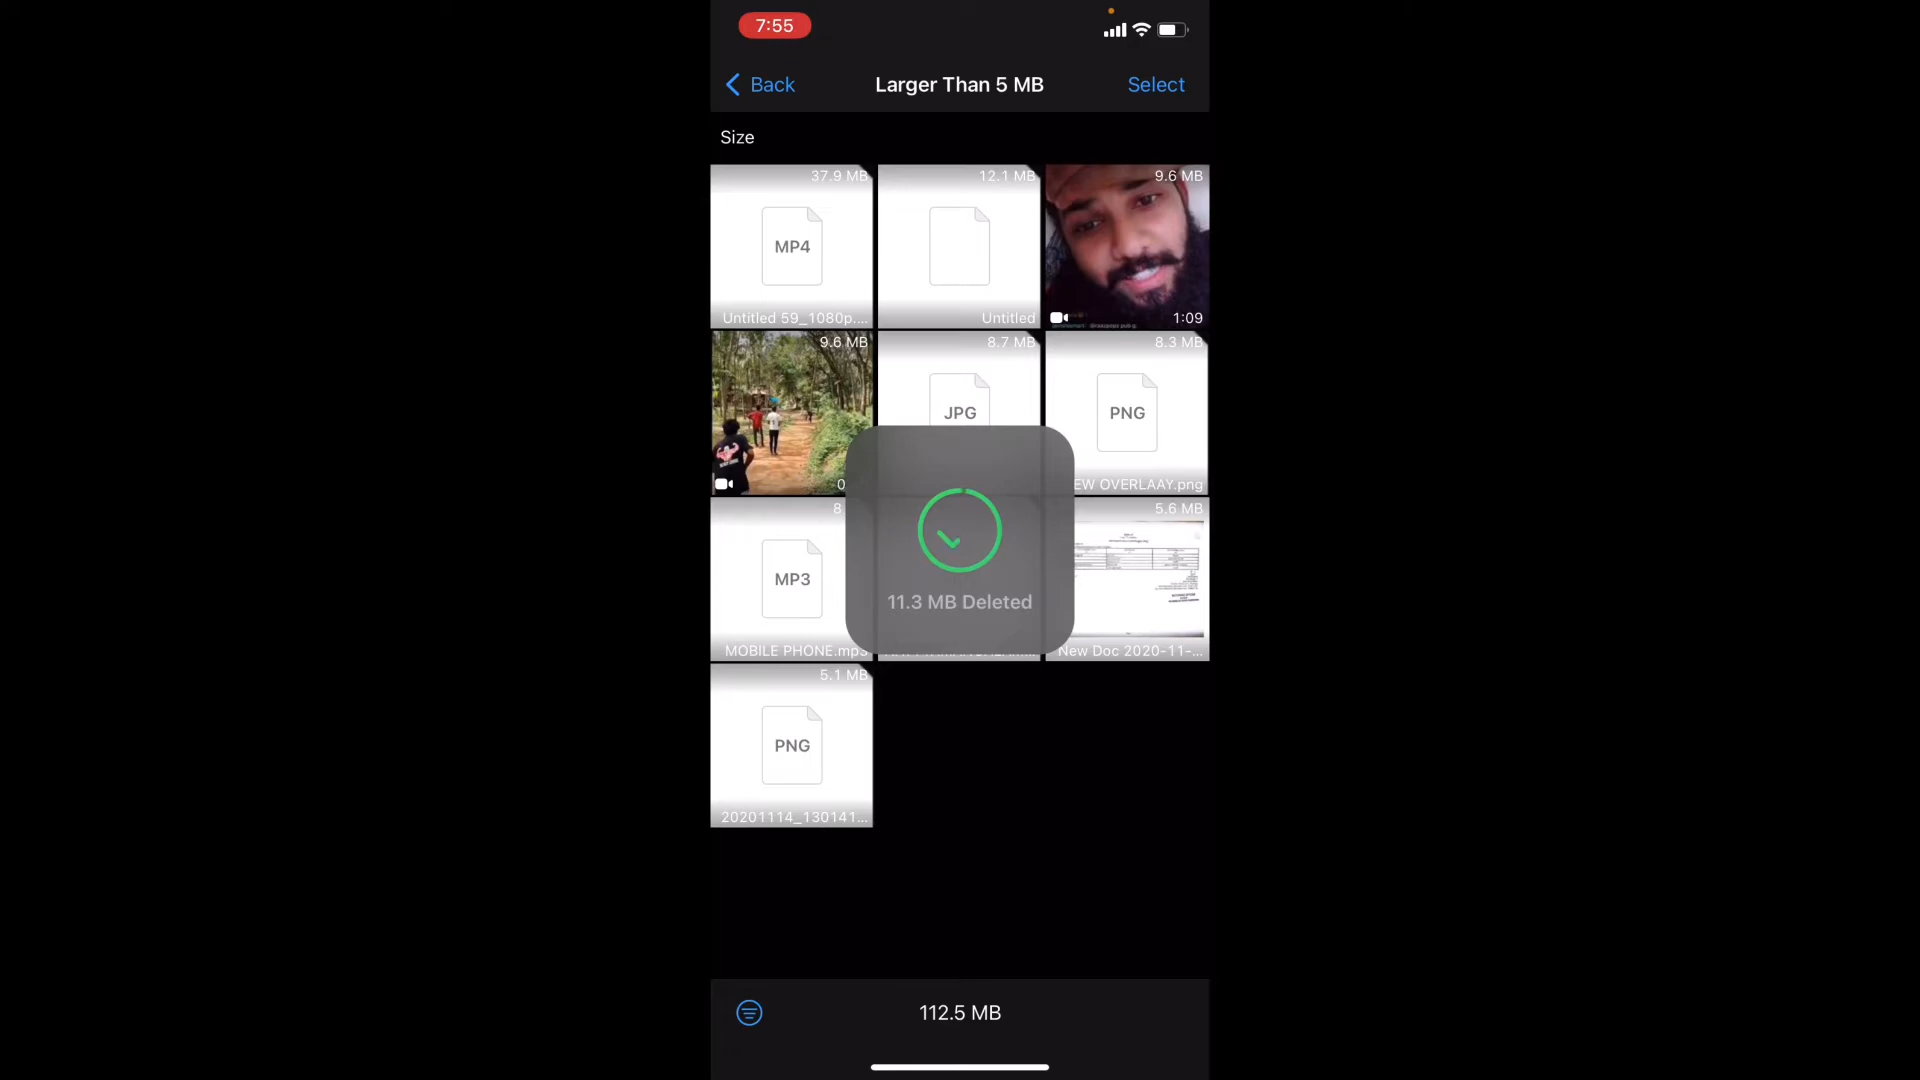 7:55
Back
Larger Than 5 MB
Select
Size
37.9 MB
12.1 MB
9.6 MB
MP4
Untitled 59_1080p....
Untitled
1:09
9.6 MB
8.7 MB
8.3 MB
JPG
PNG
EW OVERLAAY.png
5.6 MB
MP3
11.3 MB Deleted
MOBILE PHONE.mp3
New Doc 2020-11-...
5.1 MB
PNG
20201114_130141...
112.5 MB